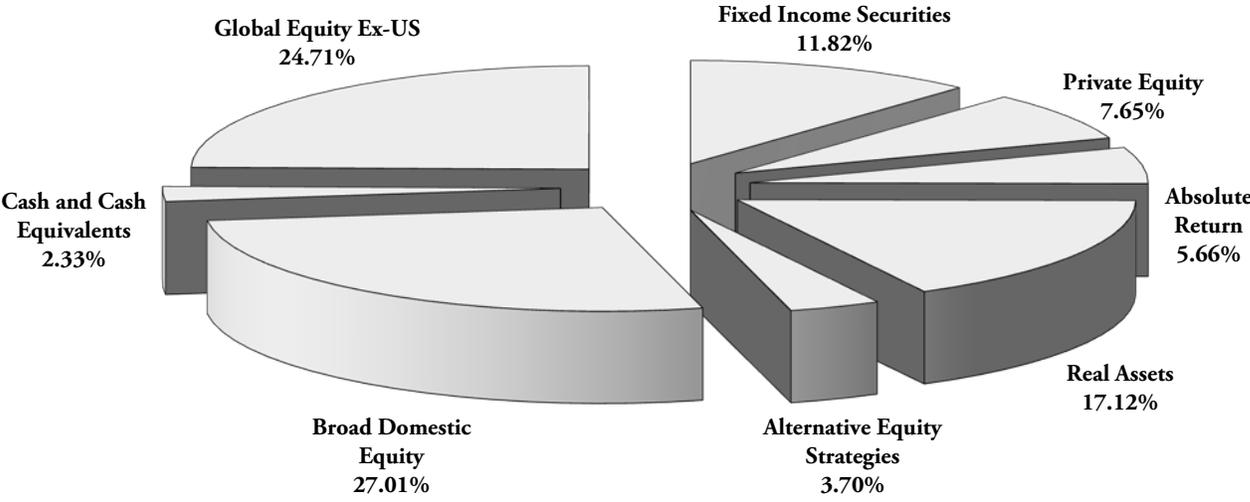 Global Equity Ex-US
24.71%
Fixed Income Securities
11.82%
Private Equity
7.65%
Absolute
Return
5.66%
Real Assets
17.12%
Alternative Equity
Strategies
3.70%
Broad Domestic
Equity
27.01%
Cash and Cash
Equivalents
2.33%